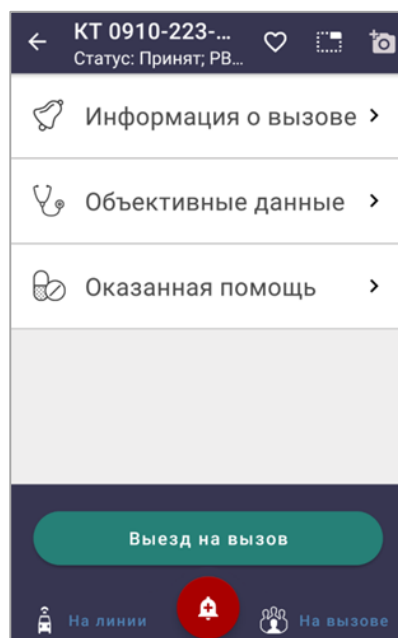 КТ 0910-223-...
Статус: Принят; РВ...
Информация о вызове
Объективные данные
Оказанная помощь
Выезд на вызов
На линии
На вызове